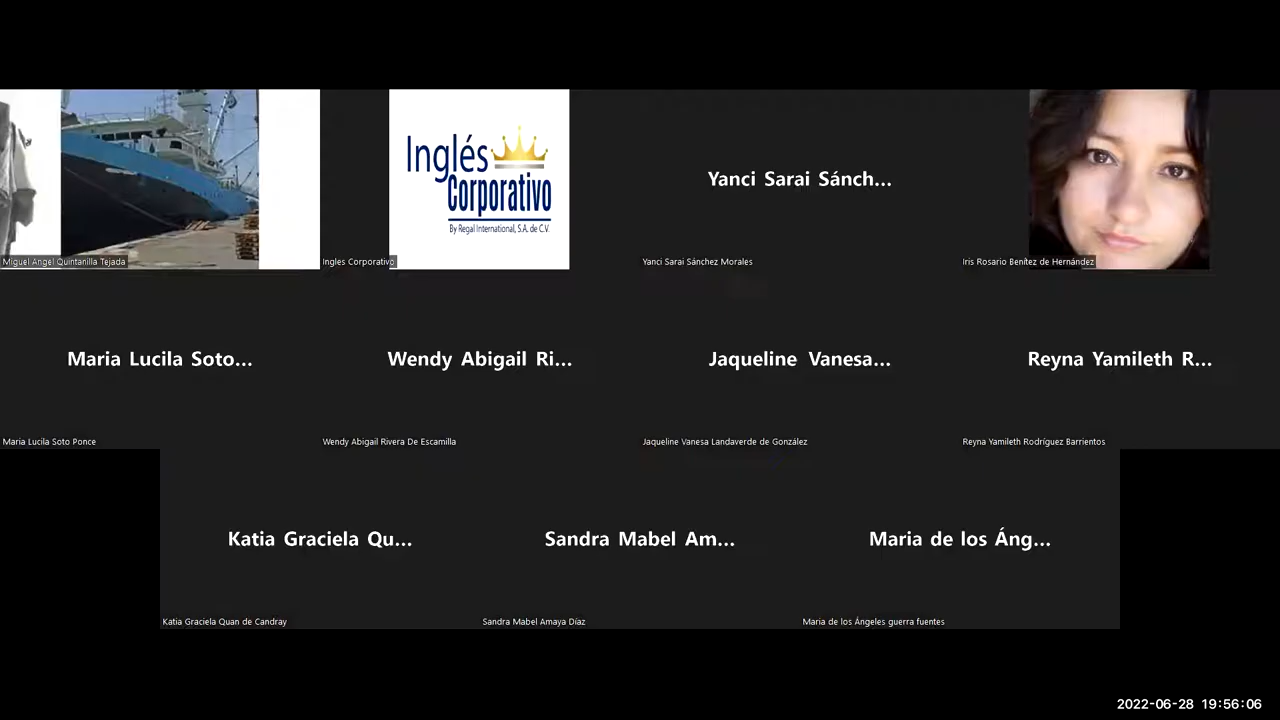 Inglés
Corporativo
By Regal International, S.A. de C.V.
Yanci Sarai Sánch...
Miguel Angel Quintanilla Tejada
Ingles Corporativo
Yanci Sarai Sánchez Morales
Iris Rosario Benítez de Hernández
Maria Lucila Soto...
Wendy Abigail Ri...
Jaqueline Vanesa...
Reyna Yamileth R...
Maria Lucila Soto Ponce
Wendy Abigail Rivera De Escamilla
Jaqueline Vanesa Landaverde de González
Reyna Yamileth Rodríguez Barrientos
Katia Graciela Qu...
Sandra Mabel Am...
Maria de los Áng...
Katia Graciela Quan de Candray
Sandra Mabel Amaya Díaz
Maria de los Ángeles guerra fuentes
2022-06-28 19:56:06